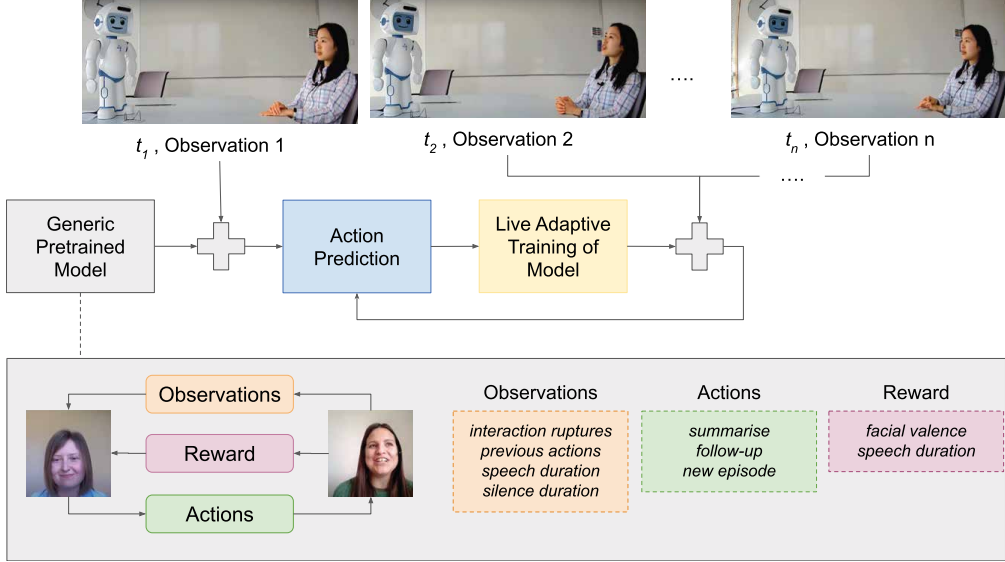 ....
t1 , Observation 1
t2 , Observation 2
tn , Observation n
....
Generic
Pretrained
Model
Action
Prediction
Live Adaptive
Training of
Model
Observations
Reward
Actions
Observations
interaction ruptures
previous actions
speech duration
silence duration
Actions
summarise
follow-up
new episode
Reward
facial valence
speech duration